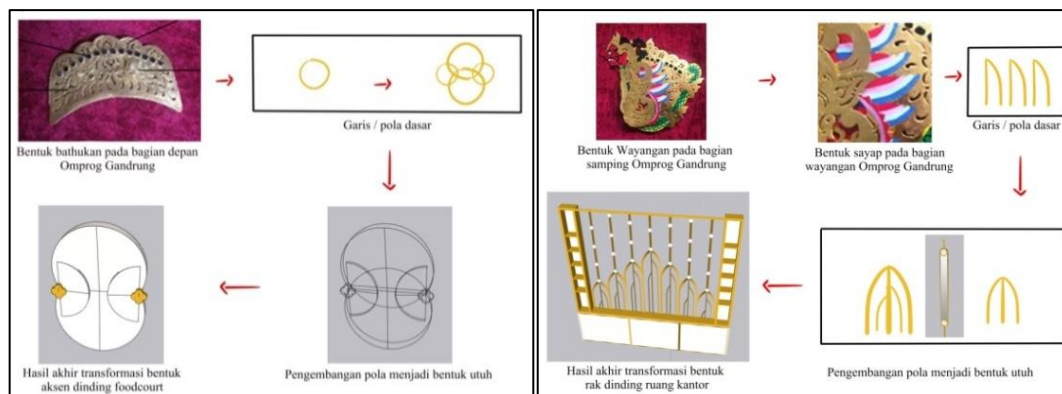 Bentuk bathukan pada bagian depan
Omprog Gandrung
Garis / pola dasar
Hasil akhir transformasi bentuk
aksen dinding foodcourt
Pengembangan pola menjadi bentuk utuh
Bentuk Wayangan pada bagian
samping Omprog Gandrung
Bentuk sayap pada bagian
wayangan Omprog Gandrung
Garis / pola dasar
Hasil akhir transformasi bentuk
rak dinding ruang kantor
Pengembangan pola menjadi bentuk utuh